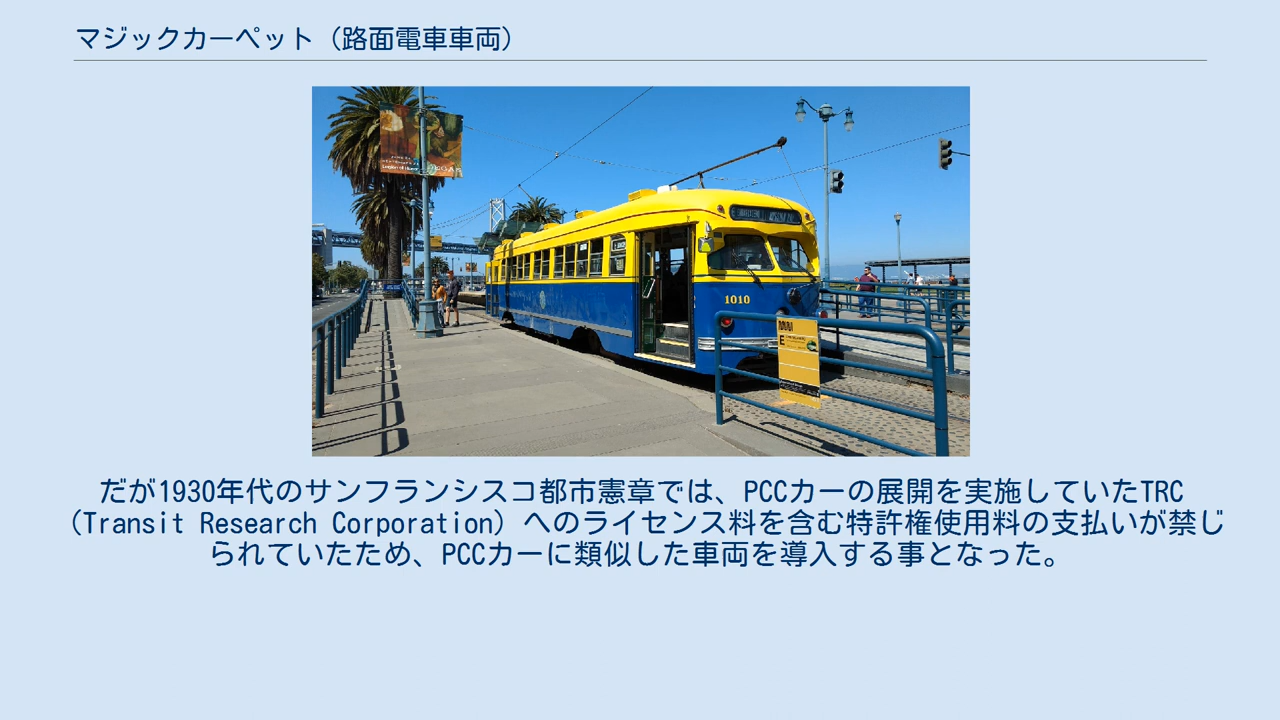 マジックカーペット（路面電車車両）
1010
E
だが1930年代のサンフランシスコ都市憲章では、PCCカーの展開を実施していたTRC
（Transit Research Corporation）へのライセンス料を含む特許権使用料の支払いが禁じ
られていたため、PCCカーに類似した車両を導入する事となった。